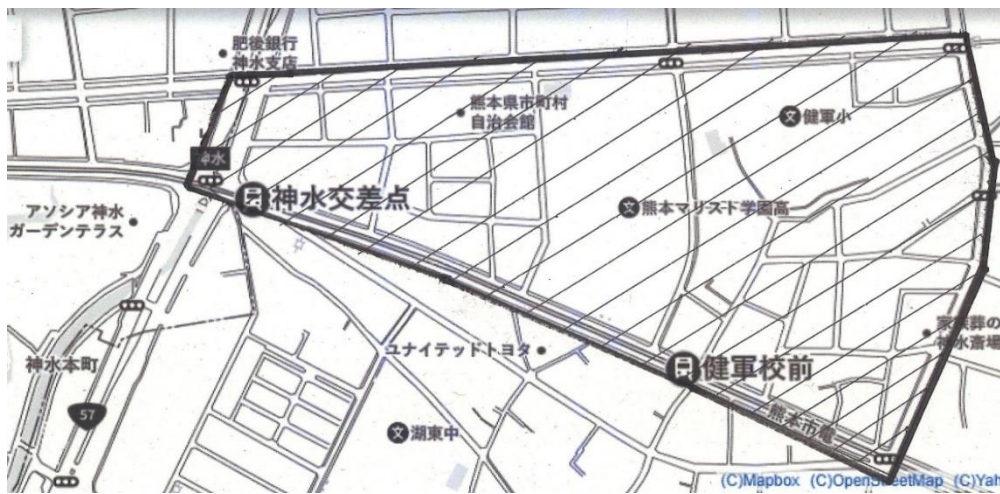 肥後銀行
神水支店
熊本県市町村
自治会館
健軍小
神水
神水交差点
熊本マリスト学園高
アソシア神水
ガーデンテラス
家族葬の
神水斎場
ユナイテッドトヨタ
健軍校前
神水本町
57
熊本市電
湖東中
(C)Mapbox (C)OpenStreetMap (C)Yah